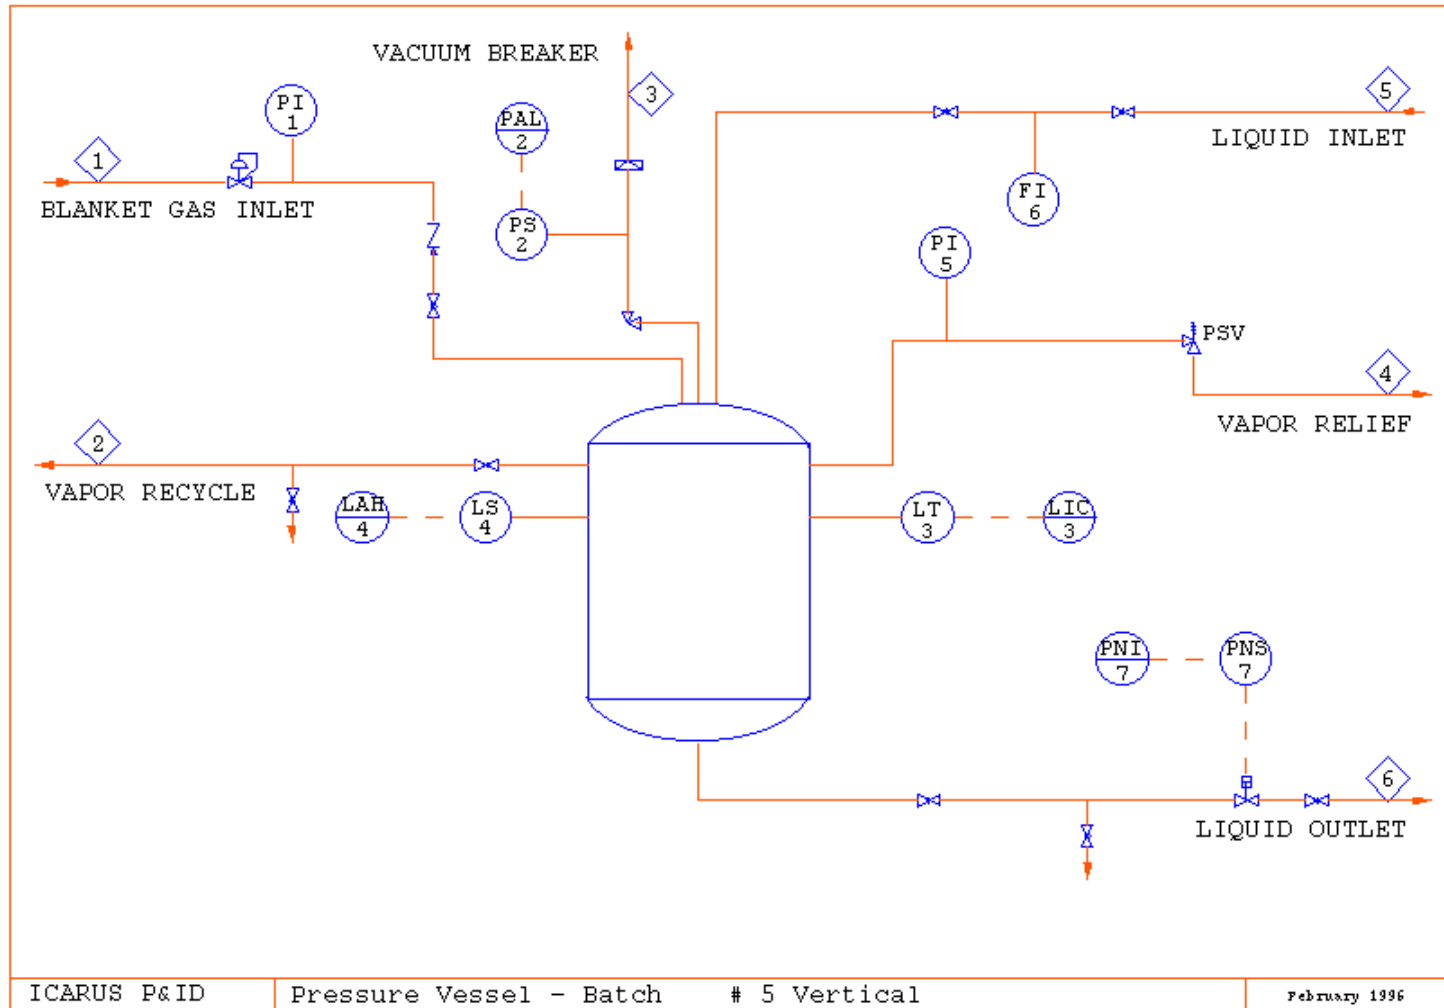 VACUUM BREAKER
3
5
PI
1
PAL
2
LIQUID INLET
1
BLANKET GAS INLET
FI
6
PS
2
PI
5
PSV
4
VAPOR RELIEF
2
VAPOR RECYCLE
LAH
4
LS
4
LT
3
LIC
3
PNI
7
PNS
7
6
LIQUID OUTLET
ICARUS P&ID
Pressure Vessel - Batch # 5 Vertical
February 1996